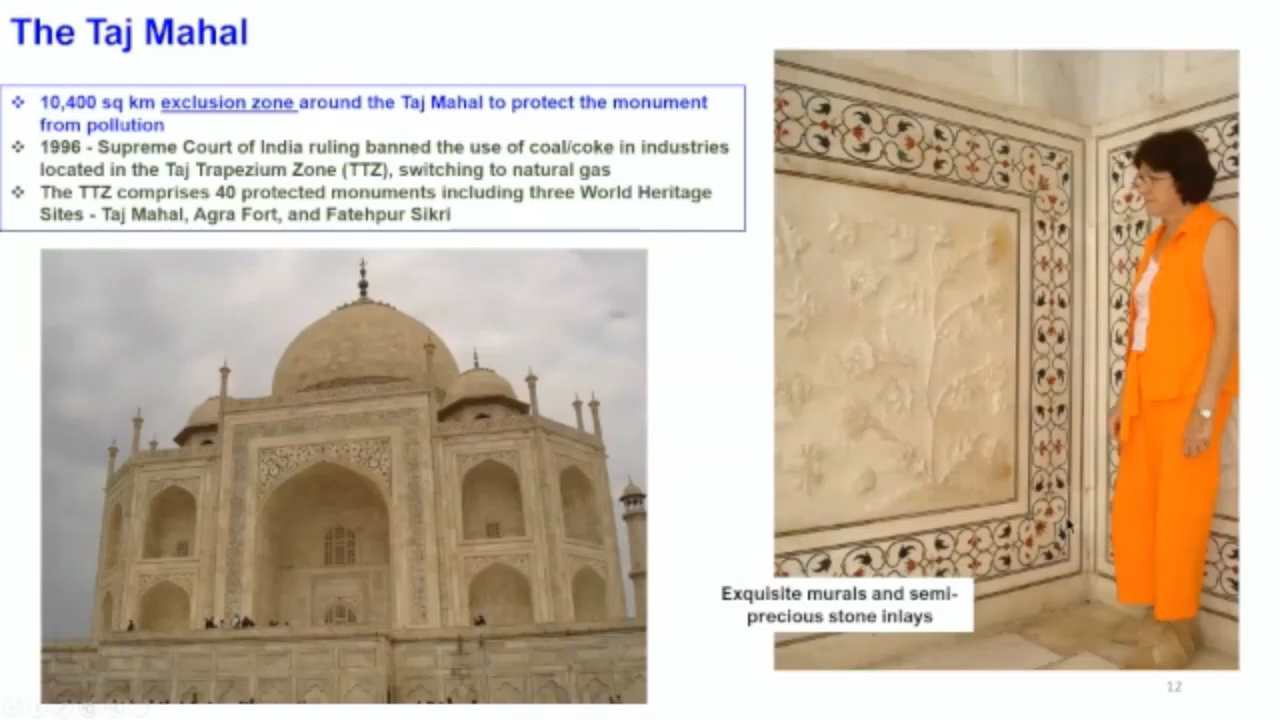 The Taj Mahal
❖ 10,400 sq km exclusion zone around the Taj Mahal to protect the monument
from pollution
❖ 1996 - Supreme Court of India ruling banned the use of coal/coke in industries
located in the Taj Trapezium Zone (TTZ), switching to natural gas
❖ The TTZ comprises 40 protected monuments including three World Heritage
Sites - Taj Mahal, Agra Fort, and Fatehpur Sikri
Exquisite murals and semi-
precious stone inlays
12